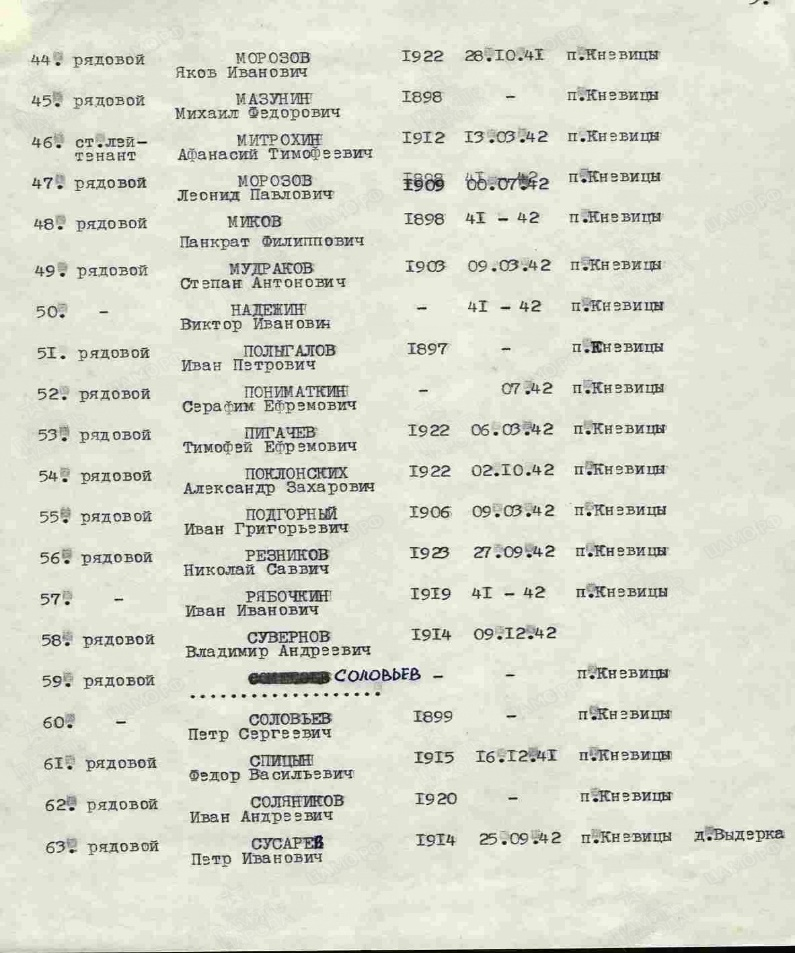 44. рядовой МОРОЗОВ 1922 28.10.41 п.Кневицы
Яков Иванович
45. рядовой МАЗУНИН 1898 - п.Кневицы
Михаил Федорович
46. ст.лей- МИТРОХИН 1912 13.03.42 п.Кневицы
тенант Афанасий Тимофеевич
47. рядовой МОРОЗОВ 1909 07.42 п.Кневицы
Леонид Павлович
48. рядовой МИКОВ 1898 41 - 42 п.Кневицы
Панкрат Филиппович
49. рядовой МУДРАКОВ 1903 09.03.42 п.Кневицы
Степан Антонович
50. - НАДЕЖИН - 41 - 42 п.Кневицы
Виктор Иванович
51. рядовой ПОЛЫГАЛОВ 1897 - п.Кневицы
Иван Петрович
52. рядовой ПОНИМАТКИН - 07.42 п.Кневицы
Серафим Ефремович
53. рядовой ПИГАЧЕВ 1922 06.03.42 п.Кневицы
Тимофей Ефремович
54. рядовой ПОКЛОНСКИХ 1922 02.10.42 п.Кневицы
Александр Захарович
55. рядовой ПОДГОРНЫЙ 1906 09.03.42 п.Кневицы
Иван Григорьевич
56. рядовой РЕЗНИКОВ 1923 27.09.42 п.Кневицы
Николай Саввич
57. - РЯБОЧКИН 1919 41 - 42 п.Кневицы
Иван Иванович
58. рядовой СУВЕРНОВ 1914 09.12.42
Владимир Андреевич
59. рядовой СОЛОВЬЕВ - - п.Кневицы
..................
60. - СОЛОВЬЕВ 1899 - п.Кневицы
Петр Сергеевич
61. рядовой СПИЦЫН 1915 16.12.41 п.Кневицы
Федор Васильевич
62. рядовой СОЛЯНИКОВ 1920 - п.Кневицы
Иван Андреевич
63. рядовой СУСАРЕВ 1914 25.09.42 п.Кневицы д.Выдерка
Петр Иванович